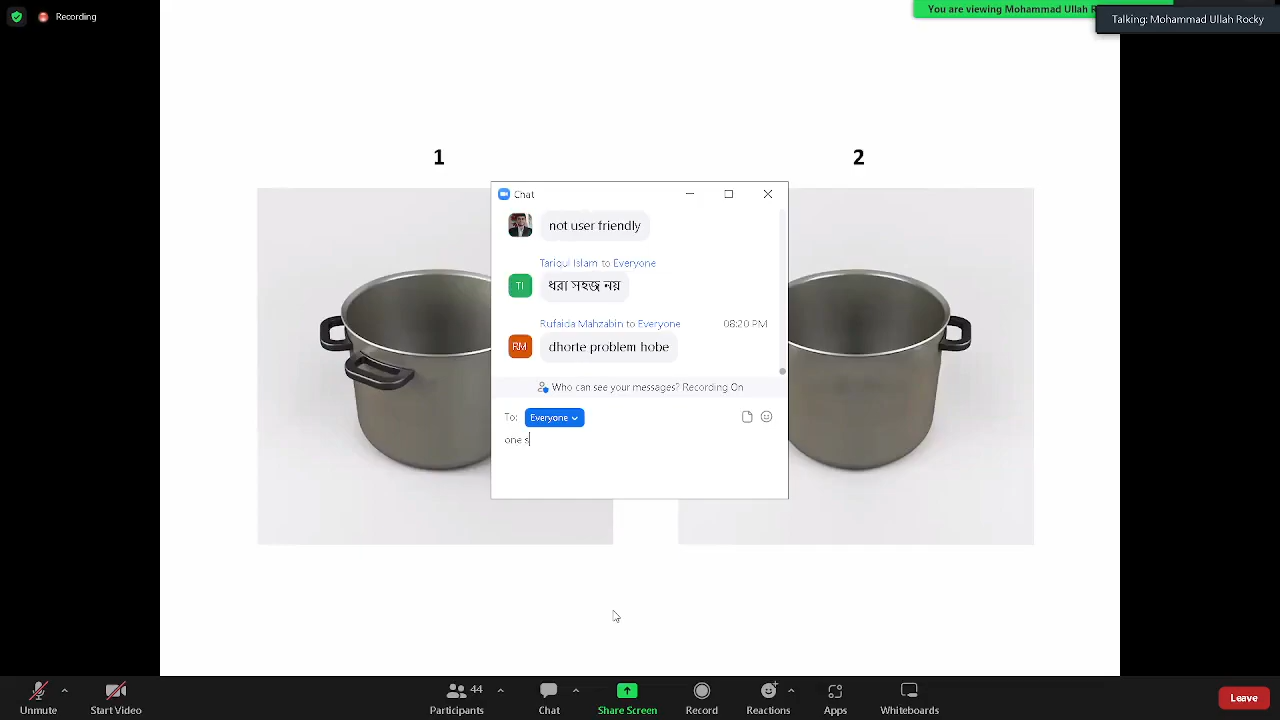 Recording
You are viewing Mohammad Ullah R
Talking: Mohammad Ullah Rocky
1
2
Chat
not user friendly
Tariqul Islam to Everyone
TI
ধরা সহজ নয়
Rufaida Mahzabin to Everyone
08:20 PM
RM
dhorte problem hobe
Who can see your messages? Recording On
To:
Everyone
one s
Unmute
Start Video
44
Participants
Chat
Share Screen
Record
Reactions
Apps
Whiteboards
Leave